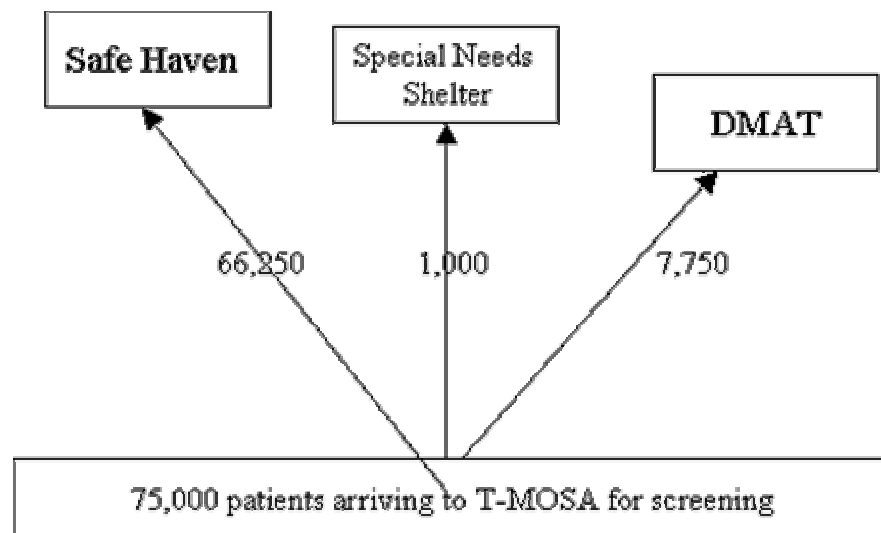 Safe Haven
Special Needs
Shelter
DMAT
66,250
1,000
7,750
75,000 patients arriving to T-MOSA for screening